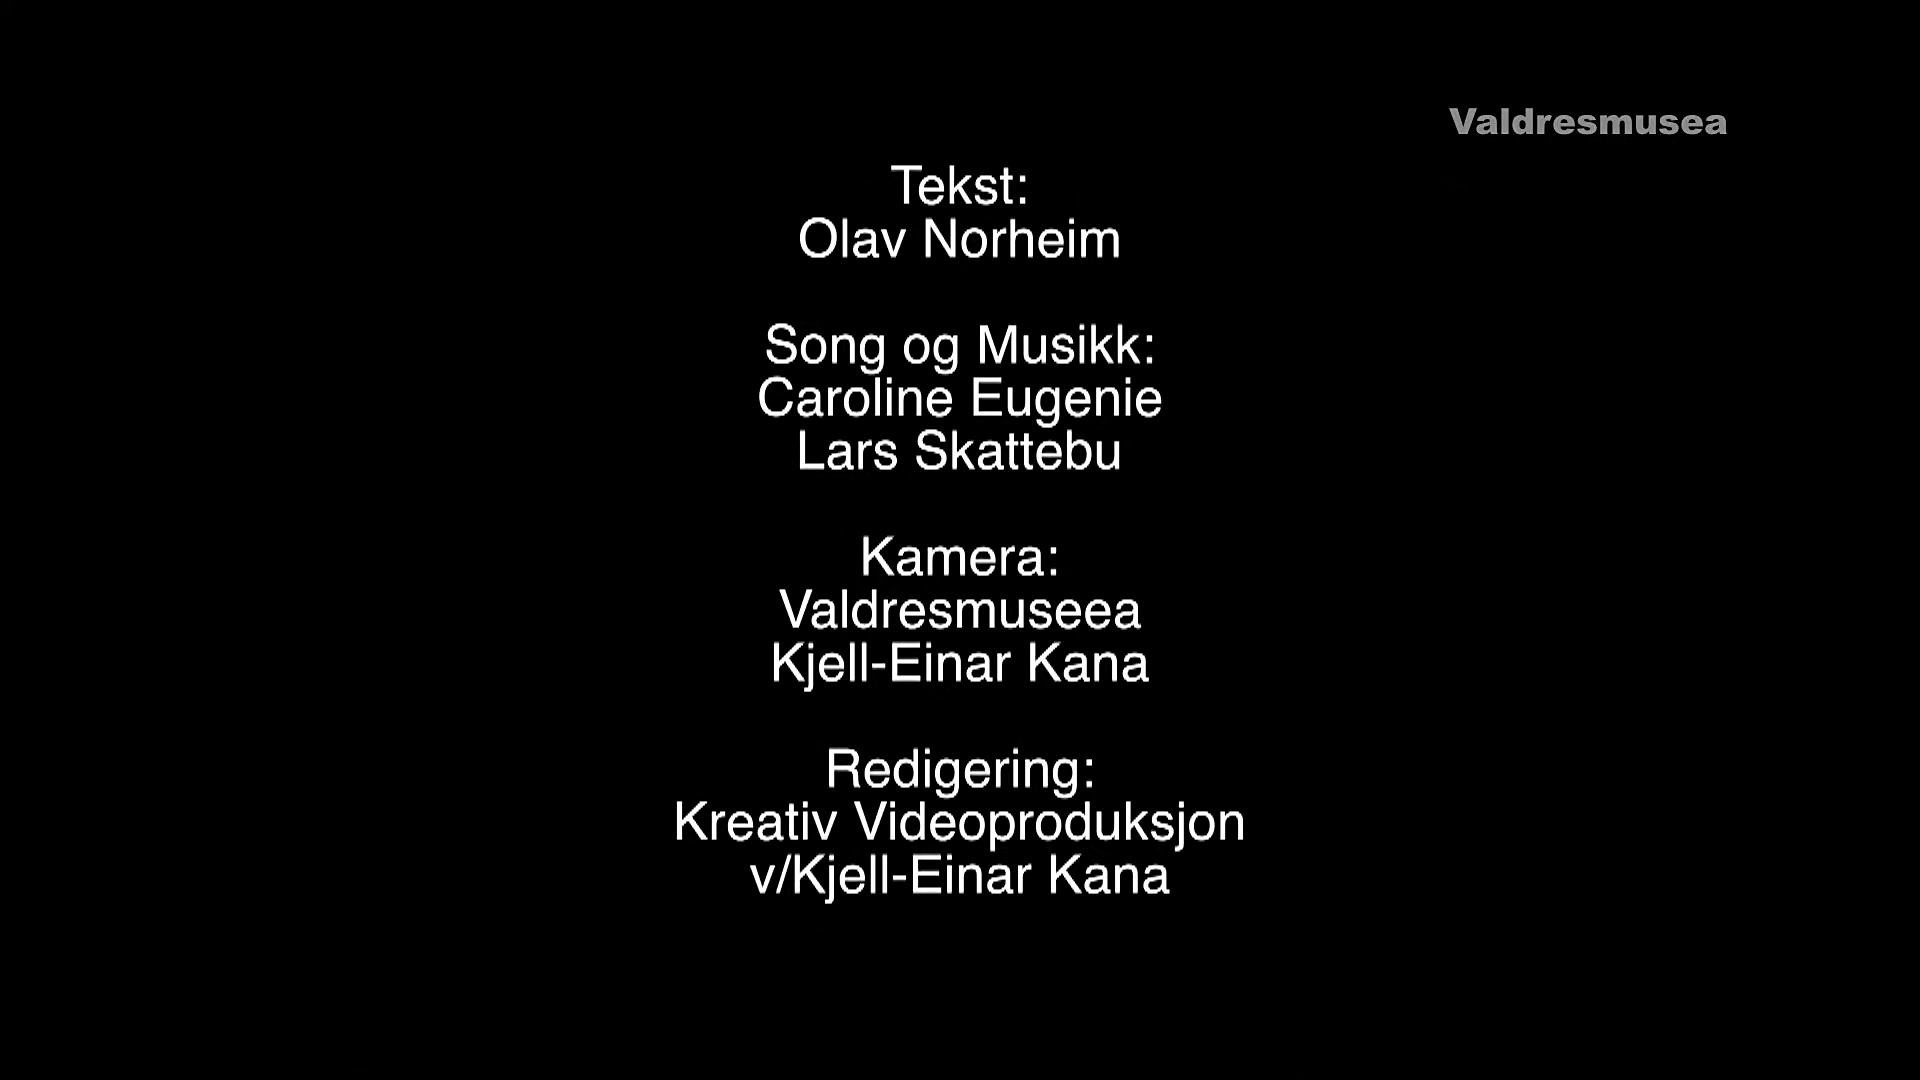 Valdresmusea
Tekst:
Olav Norheim
Song og Musikk:
Caroline Eugenie
Lars Skattebu
Kamera:
Valdresmuseea
Kjell-Einar Kana
Redigering:
Kreativ Videoproduksjon
v/Kjell-Einar Kana